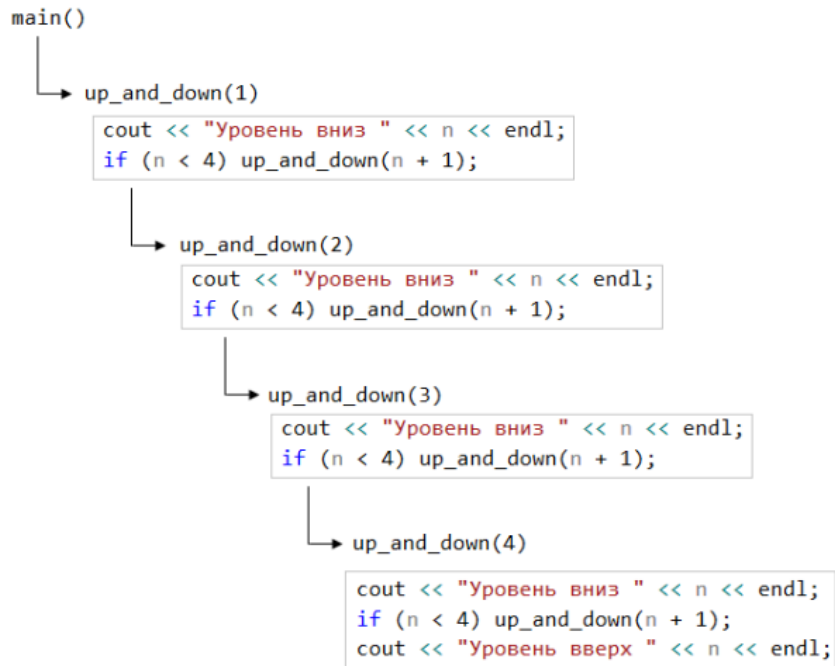 main()
up_and_down(1)
cout << "Уровень вниз " << n << endl;
if (n < 4) up_and_down(n + 1);
up_and_down(2)
cout << "Уровень вниз " << n << endl;
if (n < 4) up_and_down(n + 1);
up_and_down(3)
cout << "Уровень вниз " << n << endl;
if (n < 4) up_and_down(n + 1);
up_and_down(4)
cout << "Уровень вниз " << n << endl;
if (n < 4) up_and_down(n + 1);
cout << "Уровень вверх " << n << endl;